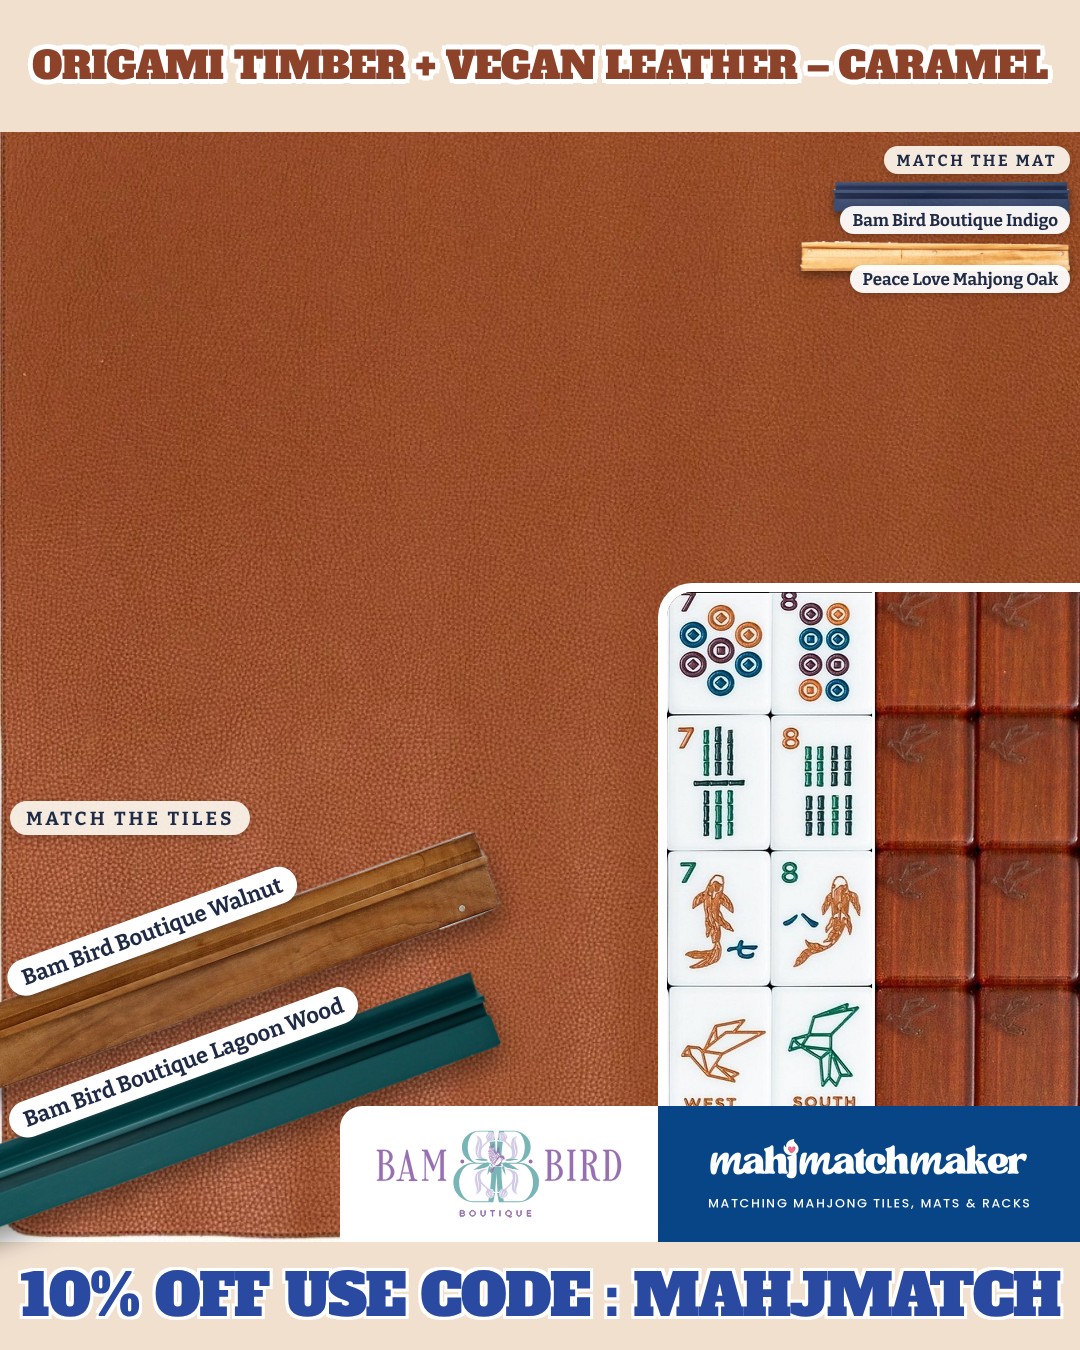 ORIGAMI TIMBER + VEGAN LEATHER – CARAMEL
MATCH THE MAT
Bam Bird Boutique Indigo
Peace Love Mahjong Oak
7 8
7 8
7 8
七 八
WEST SOUTH
MATCH THE TILES
Bam Bird Boutique Walnut
Bam Bird Boutique Lagoon Wood
BAM BIRD
BOUTIQUE
mahjmatchmaker
MATCHING MAHJONG TILES, MATS & RACKS
10% OFF USE CODE : MAHJMATCH